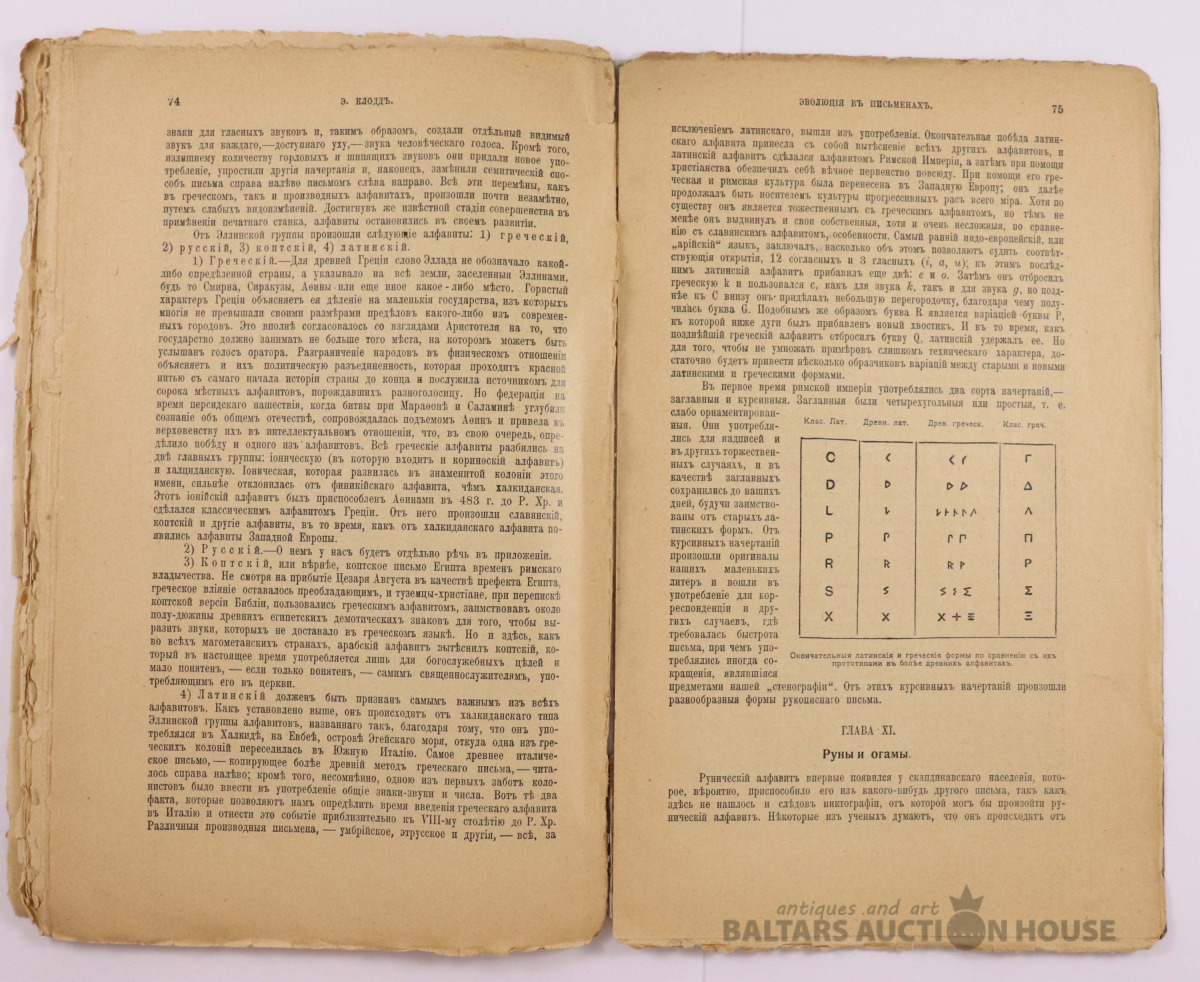 74
Э. КЛОДДЪ.
знаки для гласныхъ звуковъ и, такимъ образомъ, создали отдѣльный видимый
звукъ для каждаго,—доступнаго уху,—звука человѣческаго голоса. Кромѣ того,
излишнему количеству горловыхъ и шипящихъ звуковъ они придали новое упо-
требленіе, упростили другія начертанія и, наконецъ, замѣнили семитическій спо-
собъ письма справа налѣво письмомъ слѣва направо. Всѣ эти перемѣны, какъ
въ греческомъ, такъ и производныхъ алфавитахъ, произошли почти незамѣтно,
путемъ слабыхъ видоизмѣненій. Достигнувъ же извѣстной стадіи совершенства въ
примѣненіи печатнаго станка, алфавиты остановились въ своемъ развитіи.
Отъ Эллинской группы произошли слѣдующіе алфавиты: 1) греческій,
2) русскій, 3) коптскій, 4) латинскій.
1) Греческій.—Для древней Греціи слово Эллада не обозначало какой-
либо опредѣленной страны, а указывало на всѣ земли, заселенныя Эллинами,
будь то Смирва, Сиракузы, Аѳины или еще иное какое-либо мѣсто. Гористый
характеръ Греціи объясняетъ ея дѣленіе на маленькія государства, изъ которыхъ
многія не превышали своими размѣрами предѣловъ какого-либо изъ современ-
ныхъ городовъ. Это вполнѣ согласовалось со взглядами Аристотеля на то, что
государство должно занимать не больше того мѣста, на которомъ можетъ быть
услышанъ голосъ оратора. Разграниченіе народовъ въ физическомъ отношеніи
объясняетъ и ихъ политическую разъединенность, которая проходитъ красной
нитью съ самаго начала исторіи страны до конца и послужила источникомъ для
сорока мѣстныхъ алфавитовъ, порождавшихъ разноголосицу. Но федерація на
время персидскаго нашествія, когда битвы при Мараѳонѣ и Саламинѣ углубили
сознаніе объ общемъ отечествѣ, сопровождалась подъемомъ Аѳинъ и привела къ
верховенству ихъ въ интеллектуальномъ отношеніи, что, въ свою очередь, опре-
дѣлило побѣду и одного изъ алфавитовъ. Всѣ греческіе алфавиты разбились на
двѣ главныхъ группы: іоническую (въ которую входитъ и коринѳскій алфавитъ)
и халциданскую. Іоническая, которая развилась въ знаменитой колоніи этого
имени, сильнѣе отклонилась отъ финикійскаго алфавита, чѣмъ халкиданская.
Этотъ іонійскій алфавитъ былъ приспособленъ Аѳинами въ 483 г. до Р. Хр. и
сдѣлался классическимъ алфавитомъ Греціи. Отъ него произошли славянскій,
коптскій и другіе алфавиты, въ то время, какъ отъ халкиданскаго алфавита по-
явились алфавиты Западной Европы.
2) Русскій.—О немъ у насъ будетъ отдѣльно рѣчь въ приложеніи.
3) Коптскій, или вѣрнѣе, коптское письмо Египта временъ римскаго
владычества. Не смотря на прибытіе Цезаря Августа въ качествѣ префекта Египта,
греческое вліяніе оставалось преобладающимъ, и туземцы-христіане, при перепискѣ
коптской версіи Библіи, пользовались греческимъ алфавитомъ, заимствовавъ около
полу-дюжины древнихъ египетскихъ демотическихъ знаковъ для того, чтобы вы-
разить звуки, которыхъ не доставало въ греческомъ языкѣ. Но и здѣсь, какъ
во всѣхъ магометанскихъ странахъ, арабскій алфавитъ вытѣснилъ коптскій, ко-
торый въ настоящее время употребляется лишь для богослужебныхъ цѣлей и
мало понятенъ, — если только понятенъ, — самимъ священнослужителямъ, упо-
требляющимъ его въ церкви.
4) Латинскій долженъ быть признанъ самымъ важнымъ изъ всѣхъ
алфавитовъ. Какъ установлено выше, онъ происходитъ отъ халкиданскаго типа
Эллинской группы алфавитовъ, названнаго такъ, благодаря тому, что онъ упо-
треблялся въ Халкидѣ, на Евбеѣ, островѣ Эгейскаго моря, откула одна изъ гре-
ческихъ колоній переселилась въ Южную Италію. Самое древнее италиче-
ское письмо, — копирующее болѣе древній методъ греческаго письма, — чита-
лось справа налѣво; кромѣ того, несомнѣнно, одною изъ первыхъ заботъ коло-
нистовъ было ввести въ употребленіе общіе знаки-звуки и числа. Вотъ тѣ два
факта, которые позволяютъ намъ опредѣлить время введенія греческаго алфавита
въ Италію и отнести это событіе приблизительно къ VIII-му столѣтію до Р. Хр.
Различныя производныя письмена, — умбрійское, этрусское и другія, — всѣ, за
ЭВОЛЮЦІЯ ВЪ ПИСЬМЕНАХЪ.
75
исключеніемъ латинскаго, вышли изъ употребленія. Окончательная побѣда латин-
скаго алфавита принесла съ собой вытѣсненіе всѣхъ другихъ алфавитовъ, и
латинскій алфавитъ сдѣлался алфавитомъ Римской Имперіи, а затѣмъ при помощи
христіанства обезпечилъ себѣ вѣчное первенство повсюду. При помощи его гре-
ческая и римская культура была перенесена въ Западную Европу; онъ далѣе
продолжалъ быть носителемъ культуры прогрессивныхъ расъ всего міра. Хотя по
существу онъ является тожественнымъ съ греческимъ алфавитомъ, но тѣмъ не
менѣе онъ выдвинулъ и свои собственныя, хотя и очень несложныя, по сравне-
нію съ славянскимъ алфавитомъ, особенности. Самый ранній индо-европейскій, или
„арійскій" языкъ, заключалъ, насколько объ этомъ позволяютъ судить соотвѣт-
ствующія открытія, 12 согласныхъ и 3 гласныхъ (i, a, u); къ этимъ послѣд-
нимъ латинскій алфавитъ прибавилъ еще двѣ: e и o. Затѣмъ онъ отбросилъ
греческую k и пользовался c, какъ для звука k, такъ и для звука g, но позд-
нѣе къ C внизу онъ придѣлалъ небольшую перегородочку, благодаря чему полу-
чилась буква G. Подобнымъ же образомъ буква R является варіаціей буквы P,
къ которой ниже дуги былъ прибавленъ новый хвостикъ. И въ то время, какъ
позднѣйшій греческій алфавитъ отбросилъ букву Q, латинскій удержалъ ее. Но
для того, чтобы не умножать примѣровъ слишкомъ техническаго характера, до-
статочно будетъ привести нѣсколько образчиковъ варіацій между старыми и новыми
латинскими и греческими формами.
Въ первое время римской имперіи употреблялись два сорта начертаній,—
заглавныя и курсивныя. Заглавныя были четырехугольныя или простыя, т. е.
слабо орнаментирован-
ныя. Они употребля-
лись для надписей и
въ другихъ торжествен-
ныхъ случаяхъ, и въ
качествѣ заглавныхъ
сохранились до нашихъ
дней, будучи заимство-
ваны отъ старыхъ ла-
тинскихъ формъ. Отъ
курсивныхъ начертаній
произошли оригиналы
нашихъ маленькихъ
литеръ и вошли въ
употребленіе для кор-
респонденціи и дру-
гихъ случаевъ, гдѣ
требовалась быстрота
письма, при чемъ упо-
треблялись иногда со-
кращенія, являвшіяся
предметами нашей „стенографіи". Отъ этихъ курсивныхъ начертаній произошли
разнообразныя формы рукописнаго письма.
Клас. Лат. Древн. лат. Древ. греческ. Клас. греч.
C Γ
D Δ
L Λ
P Π
R P
S Σ
X X X + Ξ
Окончательныя латинскія и греческія формы по сравненію съ ихъ
прототипами въ болѣе древнихъ алфавитахъ.
ГЛАВА XI.
Руны и огамы.
Руническій алфавитъ впервые появился у скандинавскаго населенія, кото-
рое, вѣроятно, приспособило его изъ какого-нибудь другого письма, такъ какъ
здѣсь не нашлось и слѣдовъ пиктографіи, отъ которой могъ бы произойти ру-
ническій алфавитъ. Нѣкоторые изъ ученыхъ думаютъ, что онъ происходитъ отъ
antiques and art
BALTARS AUCTION HOUSE